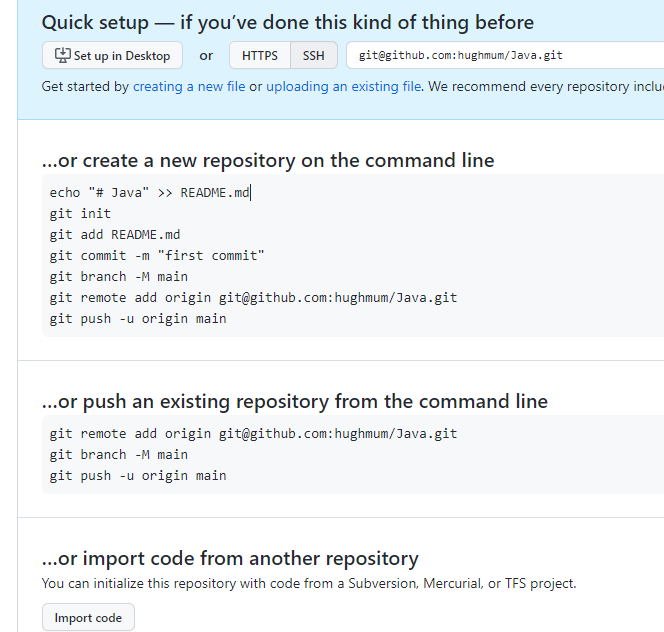 Quick setup — if you’ve done this kind of thing before
Set up in Desktop or HTTPS SSH git@github.com:hughmum/Java.git
Get started by creating a new file or uploading an existing file. We recommend every repository
…or create a new repository on the command line
echo "# Java" >> README.md
git init
git add README.md
git commit -m "first commit"
git branch -M main
git remote add origin git@github.com:hughmum/Java.git
git push -u origin main
…or push an existing repository from the command line
git remote add origin git@github.com:hughmum/Java.git
git branch -M main
git push -u origin main
…or import code from another repository
You can initialize this repository with code from a Subversion, Mercurial, or TFS project.
Import code